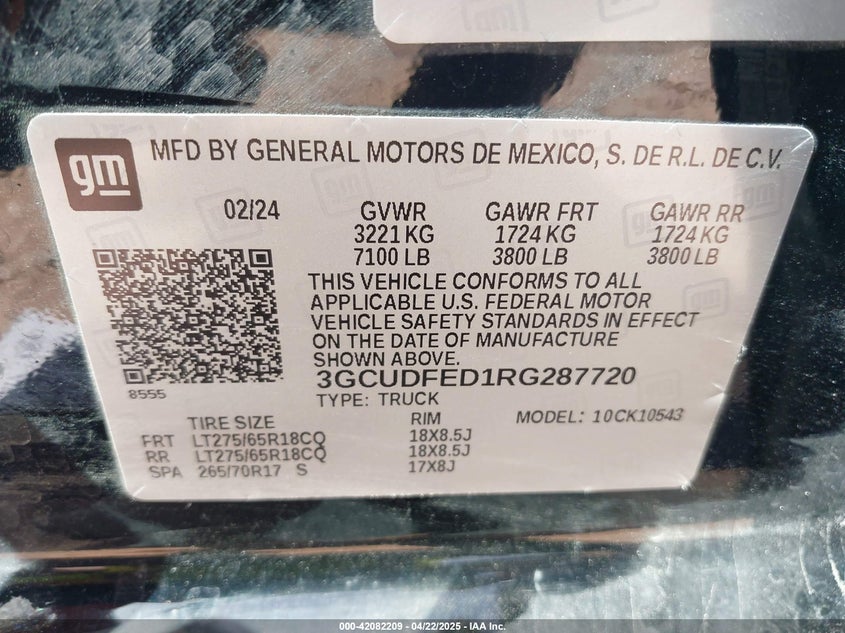 gm
MFD BY GENERAL MOTORS DE MEXICO, S. DE R.L. DE C.V.
02/24 GVWR GAWR FRT GAWR RR
3221 KG 1724 KG 1724 KG
7100 LB 3800 LB 3800 LB
THIS VEHICLE CONFORMS TO ALL
APPLICABLE U.S. FEDERAL MOTOR
VEHICLE SAFETY STANDARDS IN EFFECT
ON THE DATE OF MANUFACTURE
SHOWN ABOVE.
8555
3GCUDFED1RG287720
TYPE: TRUCK
TIRE SIZE RIM MODEL: 10CK10543
FRT LT275/65R18CQ 18X8.5J
RR LT275/65R18CQ 18X8.5J
SPA 265/70R17 S 17X8J
000-42082209 - 04/22/2025 - IAA Inc.